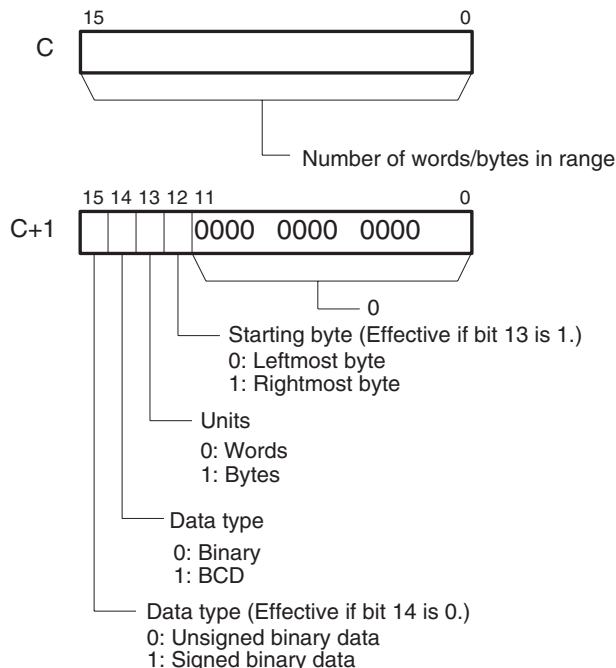 15 0
C
Number of words/bytes in range
15 14 13 12 11 0
C+1 0000 0000 0000
0
Starting byte (Effective if bit 13 is 1.)
0: Leftmost byte
1: Rightmost byte
Units
0: Words
1: Bytes
Data type
0: Binary
1: BCD
Data type (Effective if bit 14 is 0.)
0: Unsigned binary data
1: Signed binary data